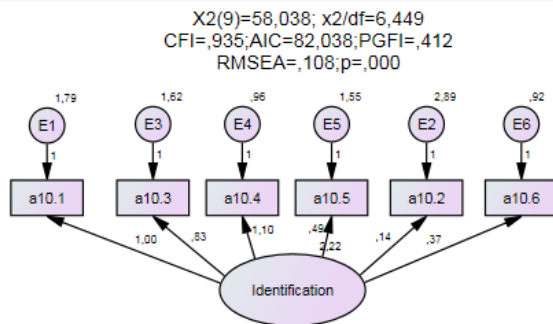 X2(9)=58,038; x2/df=6,449
CFI=,935;AIC=82,038;PGFI=,412
RMSEA=,108;p=,000
1,79 1,62 ,96 1,55 2,89 ,92
E1 E3 E4 E5 E2 E6
1 1 1 1 1 1
a10.1 a10.3 a10.4 a10.5 a10.2 a10.6
1,00 ,83 1,10 ,49 ,14 ,37
2,22
Identification